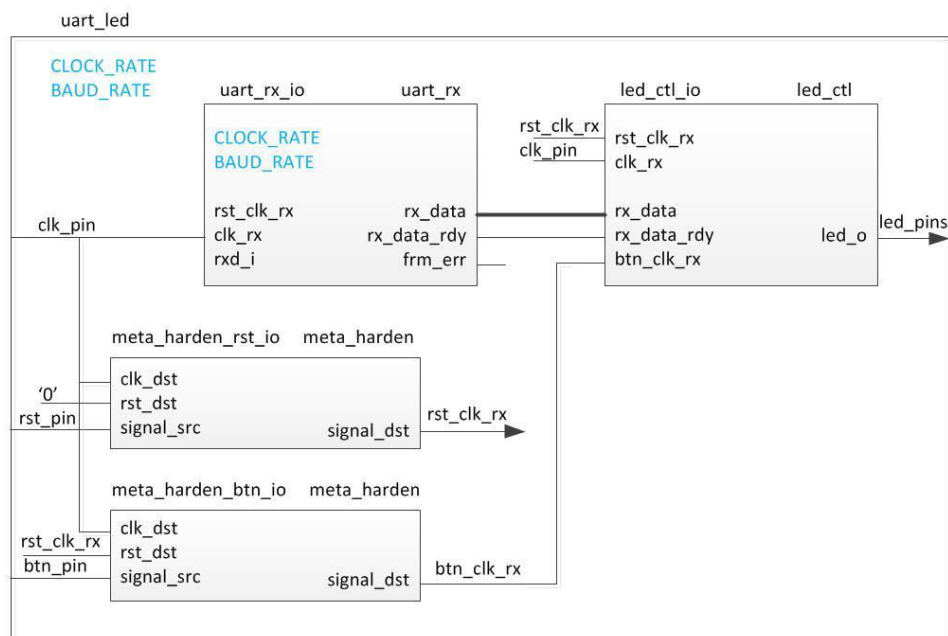 uart_led
CLOCK_RATE
BAUD_RATE
uart_rx_io uart_rx
CLOCK_RATE
BAUD_RATE
rst_clk_rx rx_data
clk_rx rx_data_rdy
rxd_i frm_err
clk_pin
led_ctl_io led_ctl
rst_clk_rx
clk_pin
rst_clk_rx
clk_rx
rx_data
rx_data_rdy led_o
btn_clk_rx
led_pins
meta_harden_rst_io meta_harden
clk_dst
rst_dst
signal_src signal_dst
‘0’
rst_pin
rst_clk_rx
meta_harden_btn_io meta_harden
clk_dst
rst_dst
signal_src signal_dst
rst_clk_rx
btn_pin
btn_clk_rx